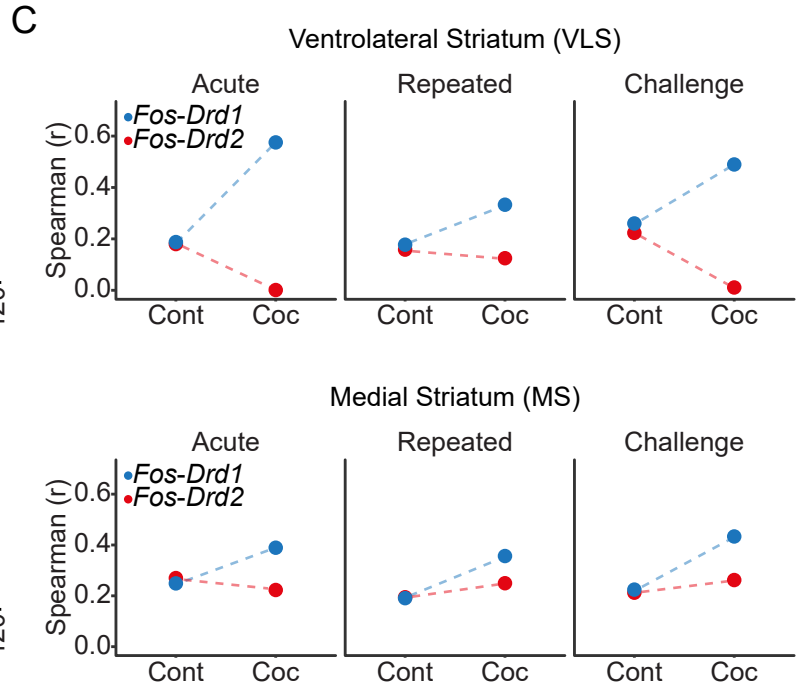 C
Ventrolateral Striatum (VLS)
Acute Repeated Challenge
Fos-Drd1
Fos-Drd2
Spearman (r)
0.6
0.4
0.2
0.0
Cont Coc Cont Coc Cont Coc
Medial Striatum (MS)
Acute Repeated Challenge
Fos-Drd1
Fos-Drd2
Spearman (r)
0.6
0.4
0.2
0.0
Cont Coc Cont Coc Cont Coc